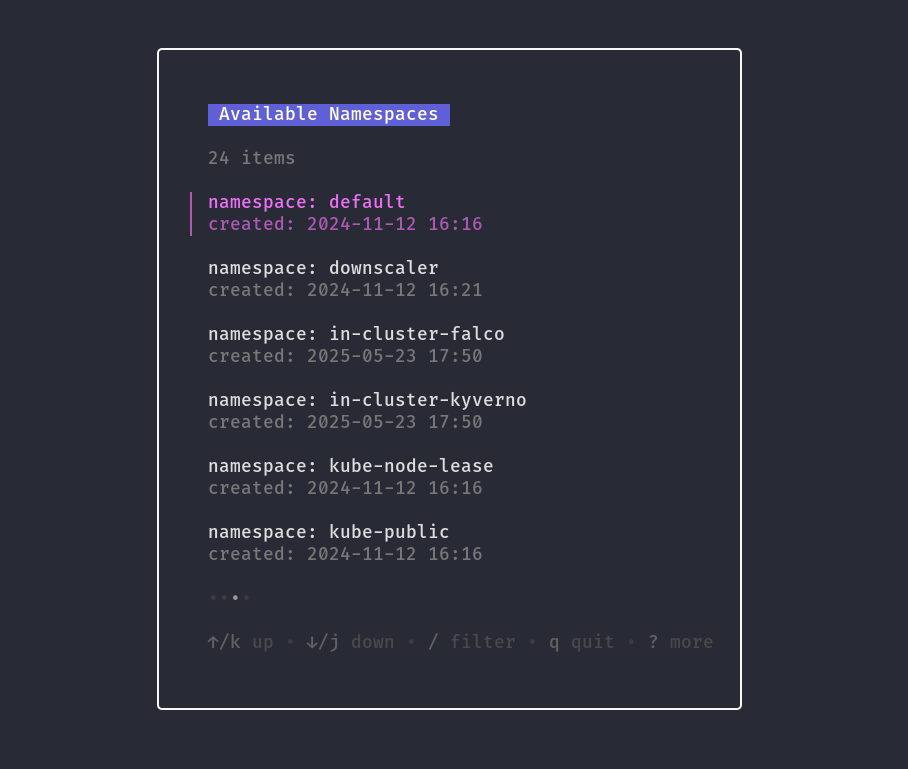 Available Namespaces
24 items
namespace: default
created: 2024-11-12 16:16
namespace: downscaler
created: 2024-11-12 16:21
namespace: in-cluster-falco
created: 2025-05-23 17:50
namespace: in-cluster-kyverno
created: 2025-05-23 17:50
namespace: kube-node-lease
created: 2024-11-12 16:16
namespace: kube-public
created: 2024-11-12 16:16
••••
↑/k up • ↓/j down • / filter • q quit • ? more